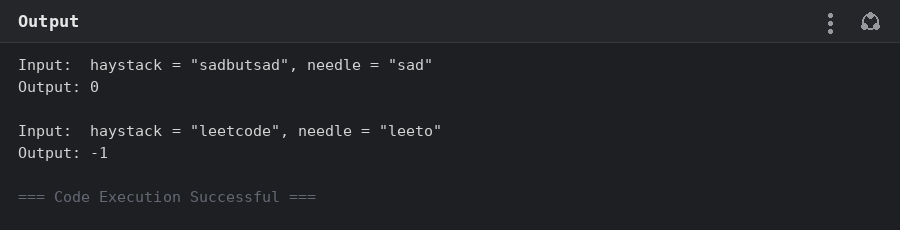 Output
Input:  haystack = "sadbutsad", needle = "sad"
Output: 0
Input:  haystack = "leetcode", needle = "leeto"
Output: -1
=== Code Execution Successful ===